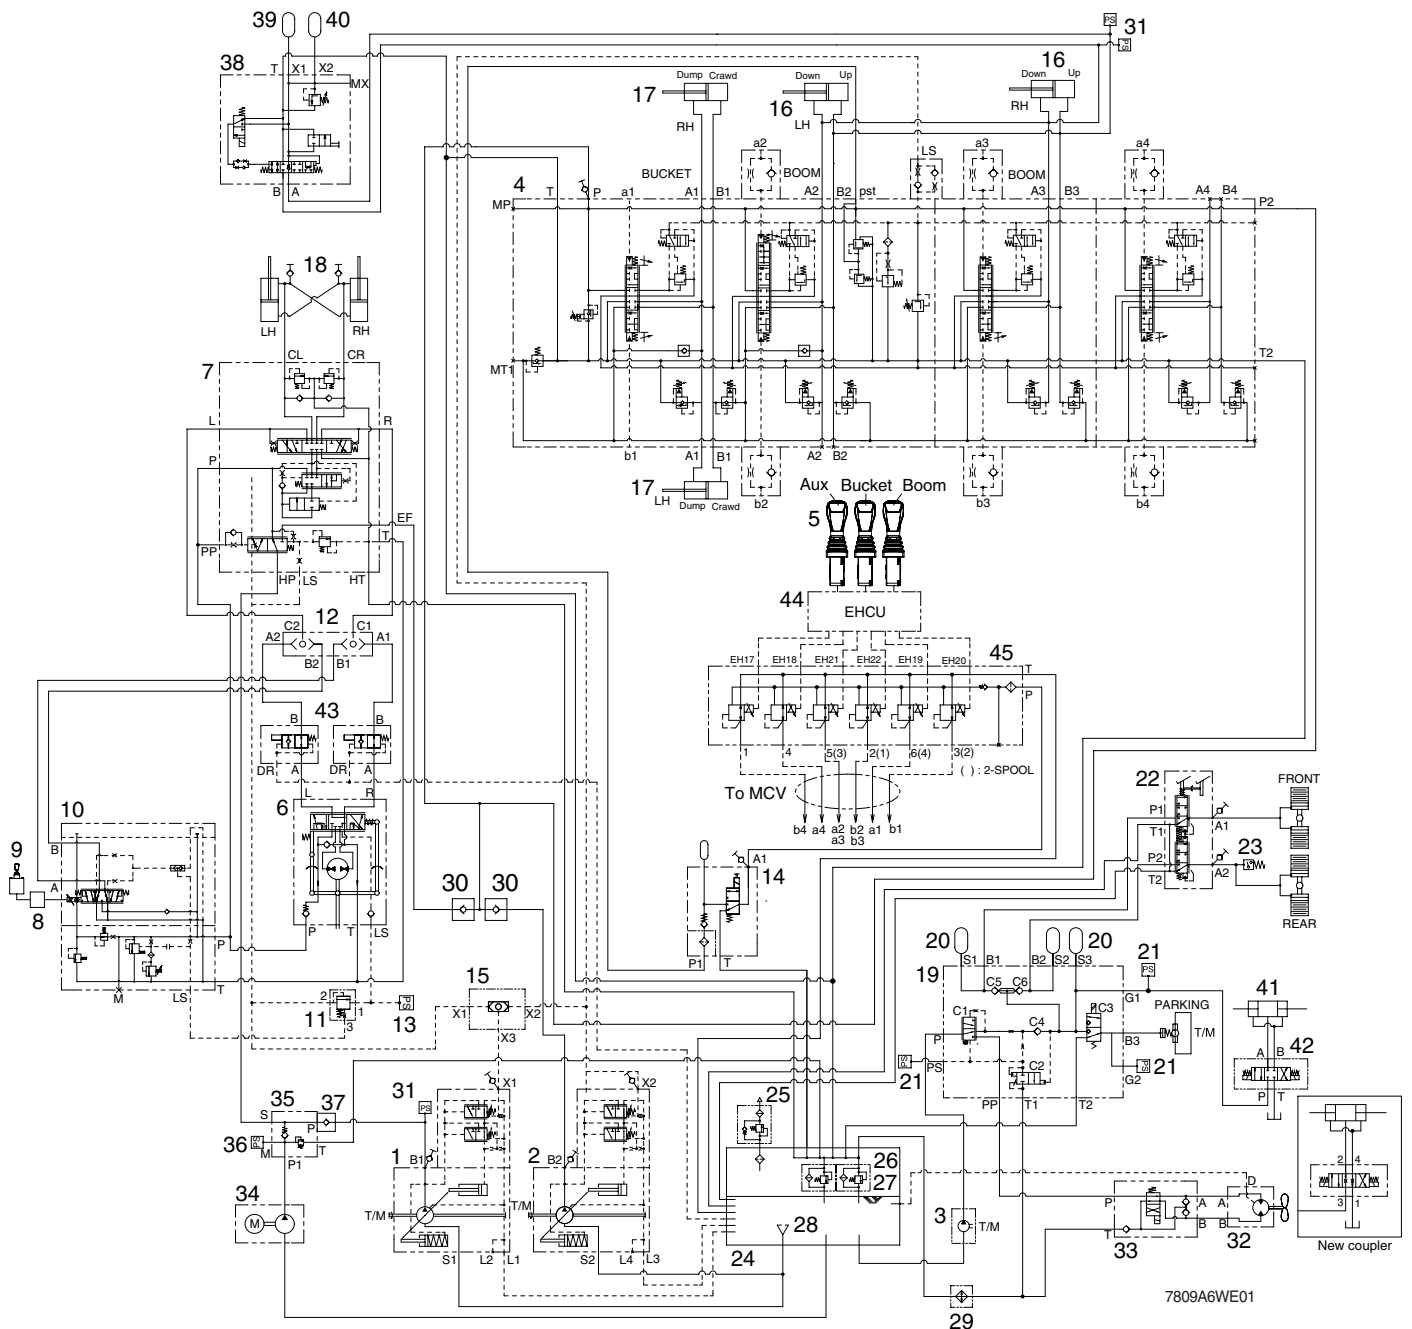 39 40
31
PS
PS
38
T X1 X2
MX
B A
16
Down Up
RH
17
Dump Crawd
RH
16
Down Up
LH
a2
LS
a3
a4
BUCKET
BOOM
BOOM
4
T P a1 A1 B1 A2 B2 pst A3 B3 A4 B4
MP
P2
18
LH RH
MT1
T2
7
CL CR
L R
P
b1 A1 B1 A2 B2
17
LH
Dump Crawd
b2
b3
b4
Aux Bucket Boom
5
EF
PP
T
HP LS HT
44
EHCU
12
A2 C2 C1 A1
B2 B1
EH17 EH18 EH21 EH22 EH19 EH20
45
T
P
1 4 5(3) 2(1) 6(4) 3(2)
( ) : 2-SPOOL
To MCV
b4 a4 a2 b2 a1 b1
a3 b3
43
B B
DR A DR A
22
FRONT
P1
T1
A1
P2
T2
A2
23
REAR
6
L R
P T LS
10
B
A
9
8
P
T
M LS
30 30
14
A1
P1 T
11
2
1
3
PS
13
15
X1 X2
X3
20
20
S1 B1 B2 S2 S3
19
C5 C6
21
PS
G1
C1
C4
C3
PARKING
T/M
P
B3
PS
PS
21
C2
PS
21
G2
PP T1 T2
41
42
A B
P T
2 4
3 1
New coupler
35
S
37
P
PS
36
M
P1
T
31
PS
X1
X2
1
B1
2
B2
T/M
T/M
S1 L2 L1
S2 L4 L3
34
M
25
26
27
28
24
3
T/M
29
P
T
33
A
B
A
B
D
32
7809A6WE01